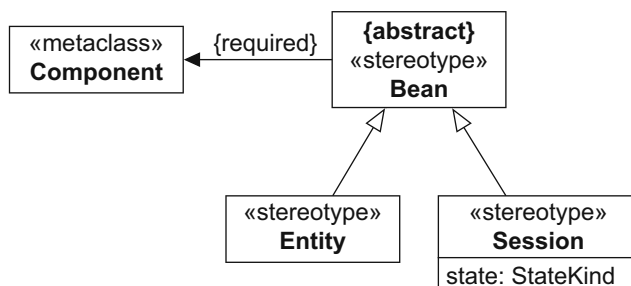 «metaclass»
Component
{required}
{abstract}
«stereotype»
Bean
«stereotype»
Entity
«stereotype»
Session
state: StateKind